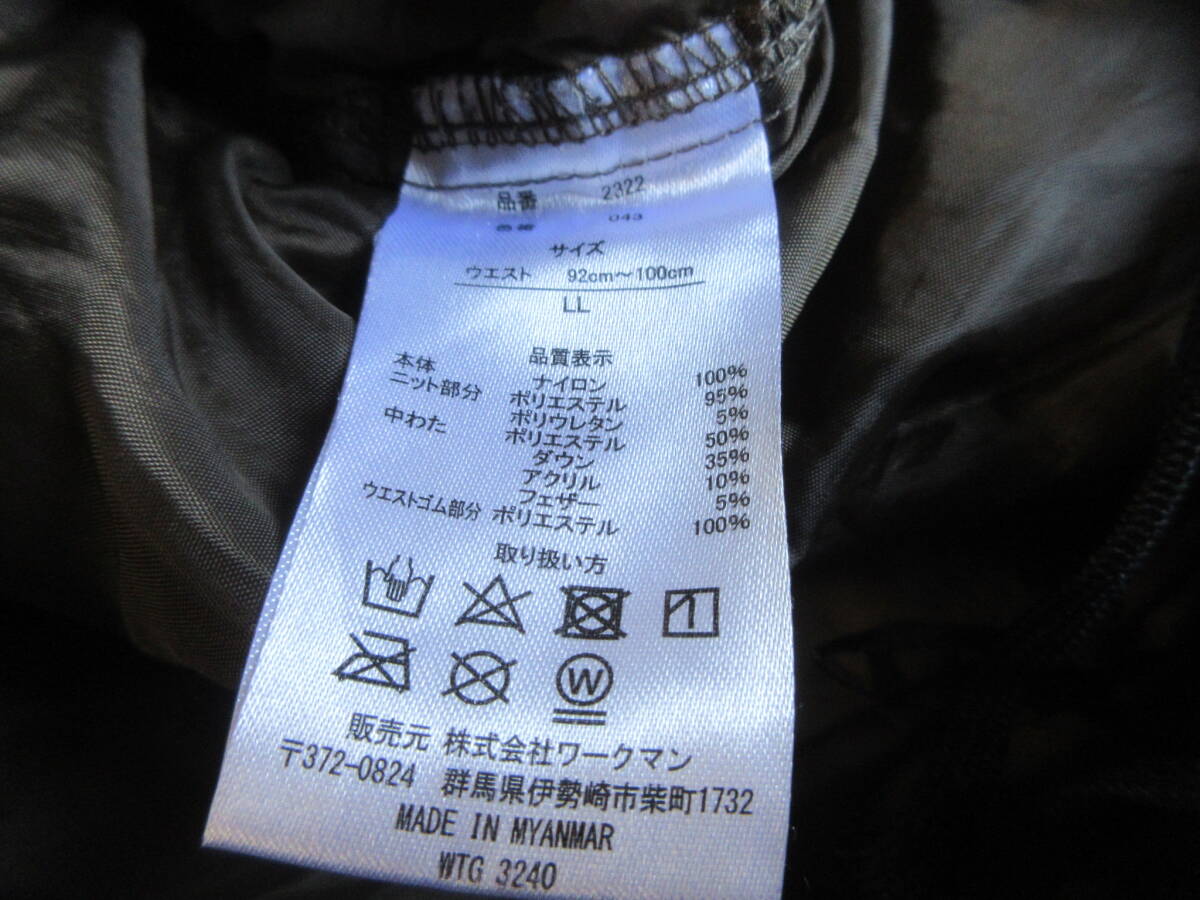 品番 2322
色番 043
サイズ
ウエスト 92cm～100cm
LL
品質表示
本体 ナイロン 100%
ニット部分 ポリエステル 95%
ポリウレタン 5%
中わた ポリエステル 50%
ダウン 35%
アクリル 10%
フェザー 5%
ウエストゴム部分 ポリエステル 100%
取り扱い方
W
販売元 株式会社ワークマン
〒372-0824 群馬県伊勢崎市柴町1732
MADE IN MYANMAR
WTG 3240